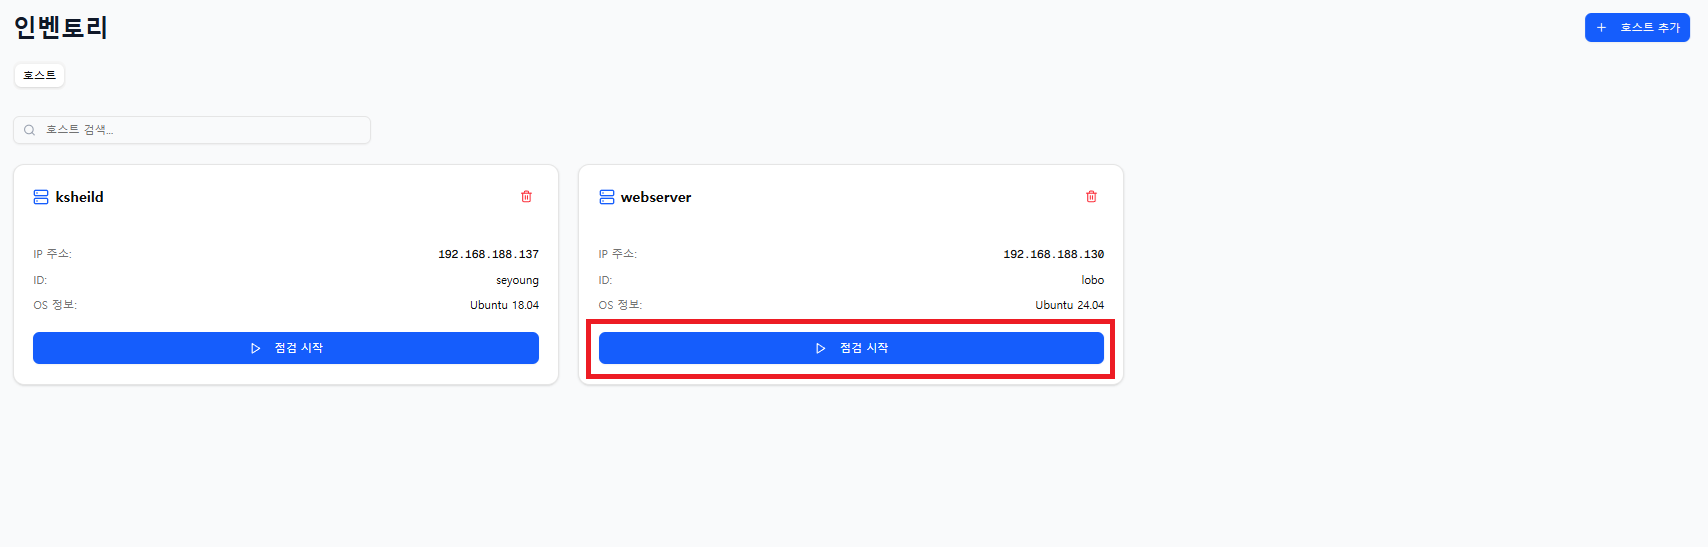 인벤토리
호스트 추가
호스트
호스트 검색...
ksheild
IP 주소: 192.168.188.137
ID: seyoung
OS 정보: Ubuntu 18.04
점검 시작
webserver
IP 주소: 192.168.188.130
ID: lobo
OS 정보: Ubuntu 24.04
점검 시작